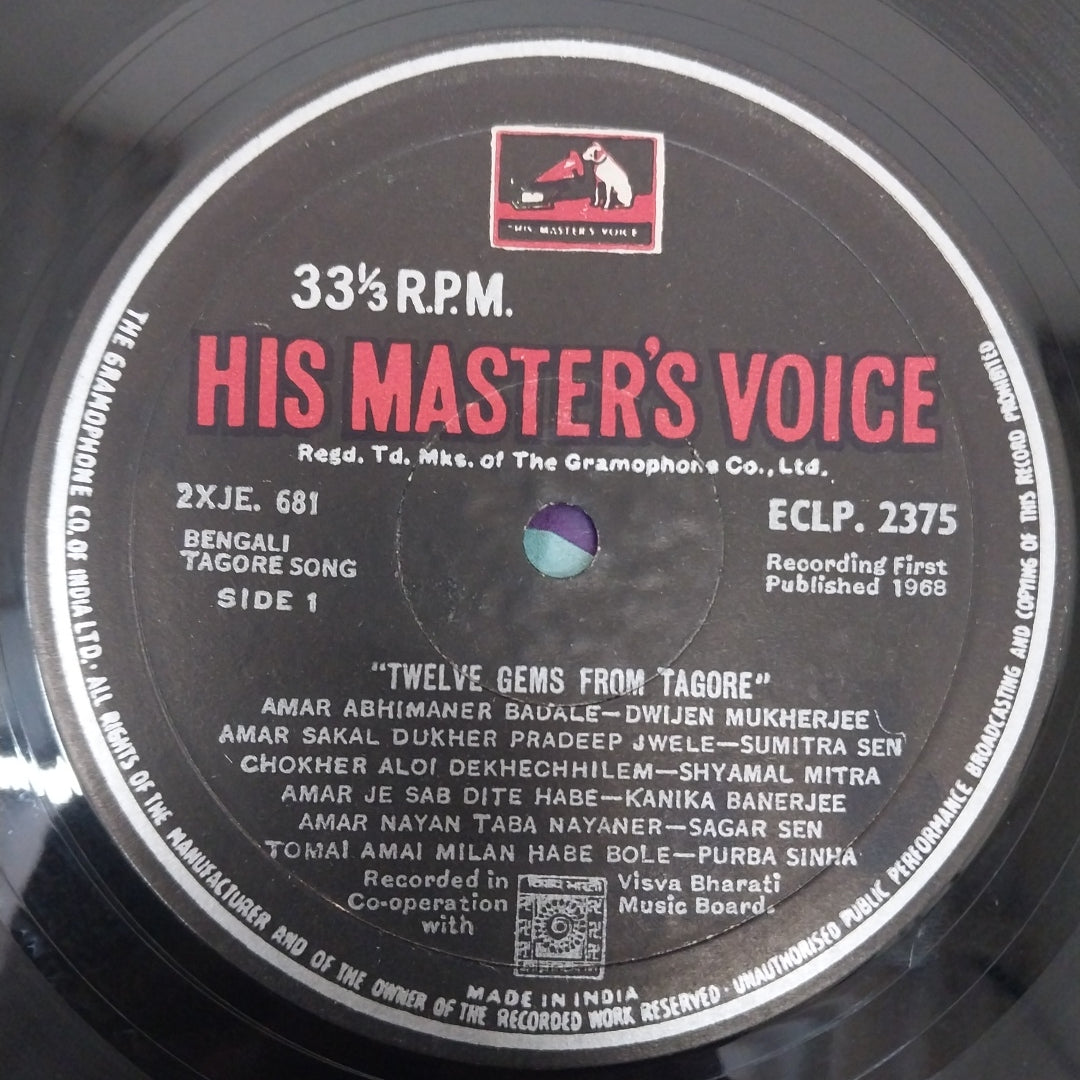 "HIS MASTER'S VOICE"
33⅓ R.P.M.
HIS MASTER'S VOICE
Regd. Td. Mks. of The Gramophone Co., Ltd.
2XJE. 681
ECLP. 2375
BENGALI
TAGORE SONG
Recording First
Published 1968
SIDE 1
"TWELVE GEMS FROM TAGORE"
AMAR ABHIMANER BADALE—DWIJEN MUKHERJEE
AMAR SAKAL DUKHER PRADEEP JWELE—SUMITRA SEN
CHOKHER ALOI DEKHECHHILEM—SHYAMAL MITRA
AMAR JE SAB DITE HABE—KANIKA BANERJEE
AMAR NAYAN TABA NAYANER—SAGAR SEN
TOMAI AMAI MILAN HABE BOLE—PURBA SINHA
Recorded in Visva Bharati
Co-operation Music Board.
with
MADE IN INDIA
THE GRAMOPHONE CO. OF INDIA LTD. · ALL RIGHTS OF THE MANUFACTURER AND OF THE OWNER OF THE RECORDED WORK RESERVED · UNAUTHORISED PUBLIC PERFORMANCE BROADCASTING AND COPYING OF THIS RECORD PROHIBITED